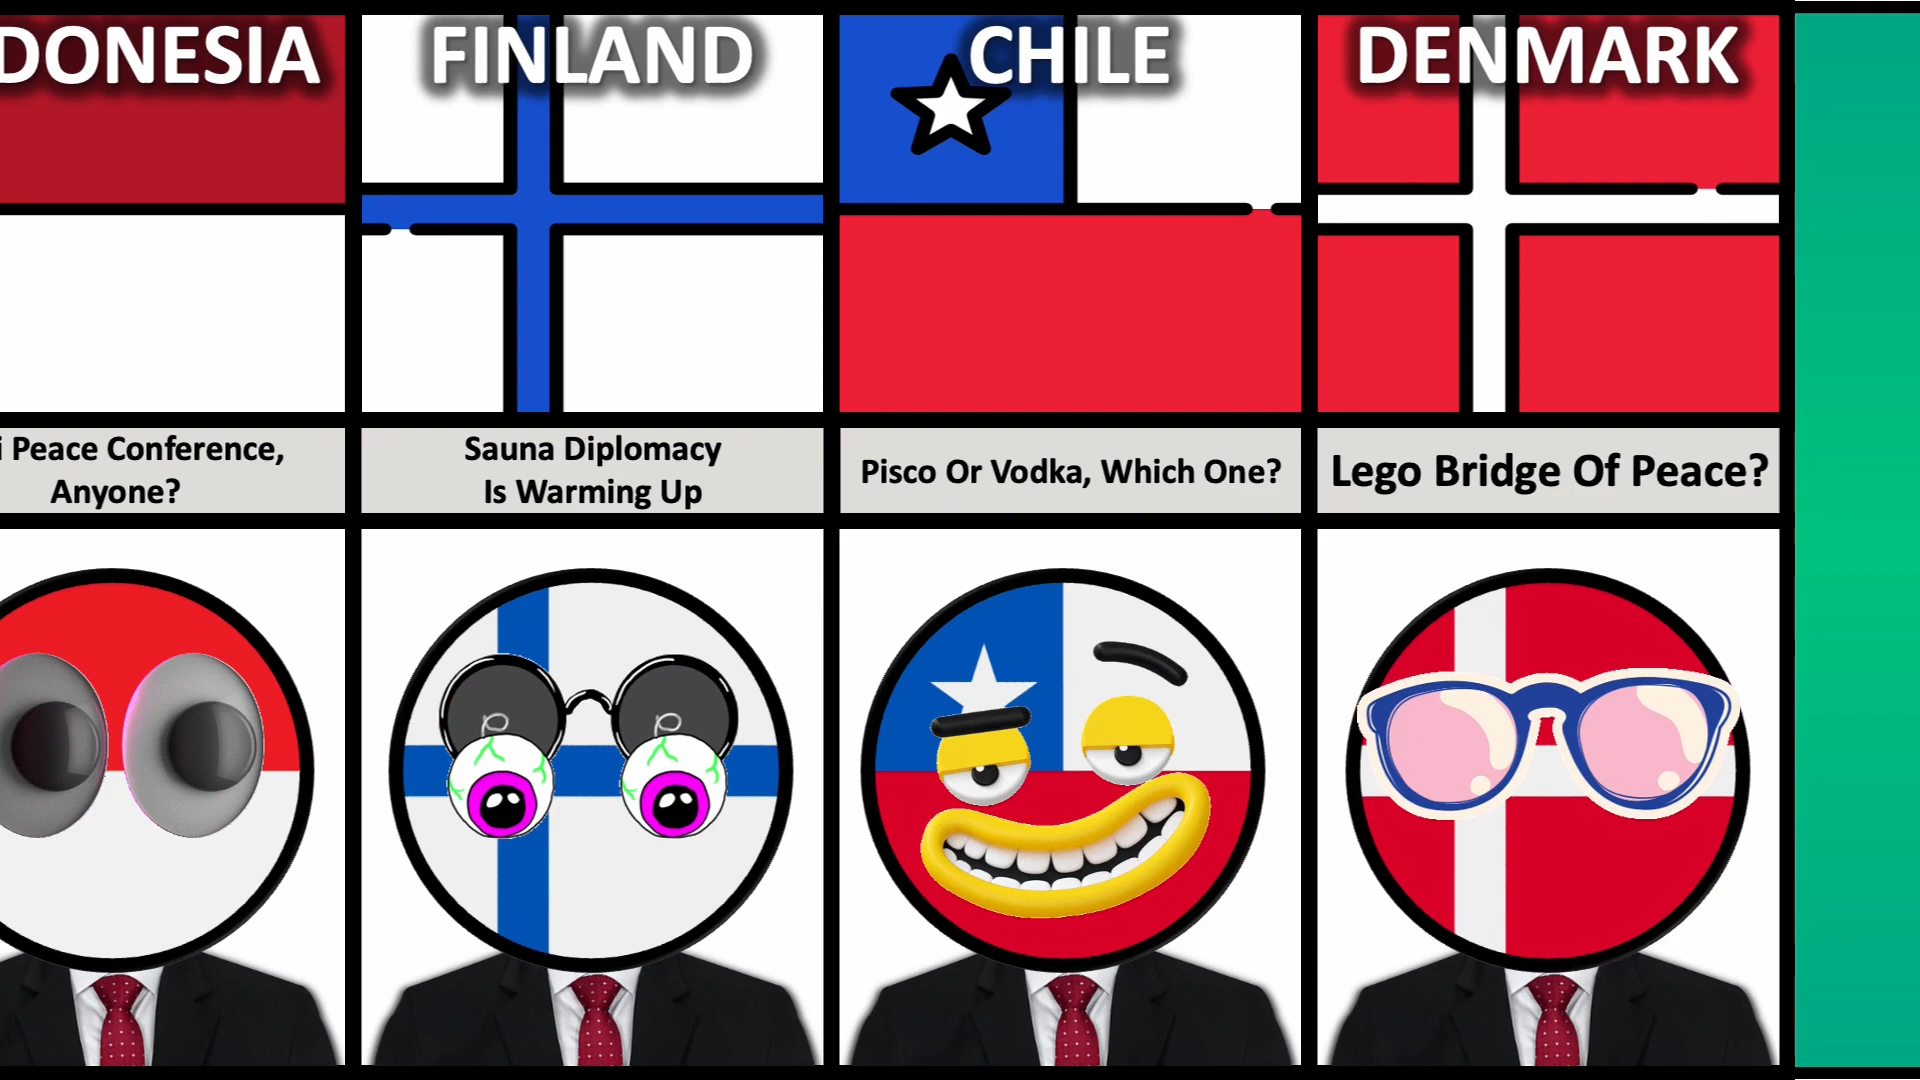 DONESIA
FINLAND
CHILE
DENMARK
i Peace Conference,
Anyone?
Sauna Diplomacy
Is Warming Up
Pisco Or Vodka, Which One?
Lego Bridge Of Peace?